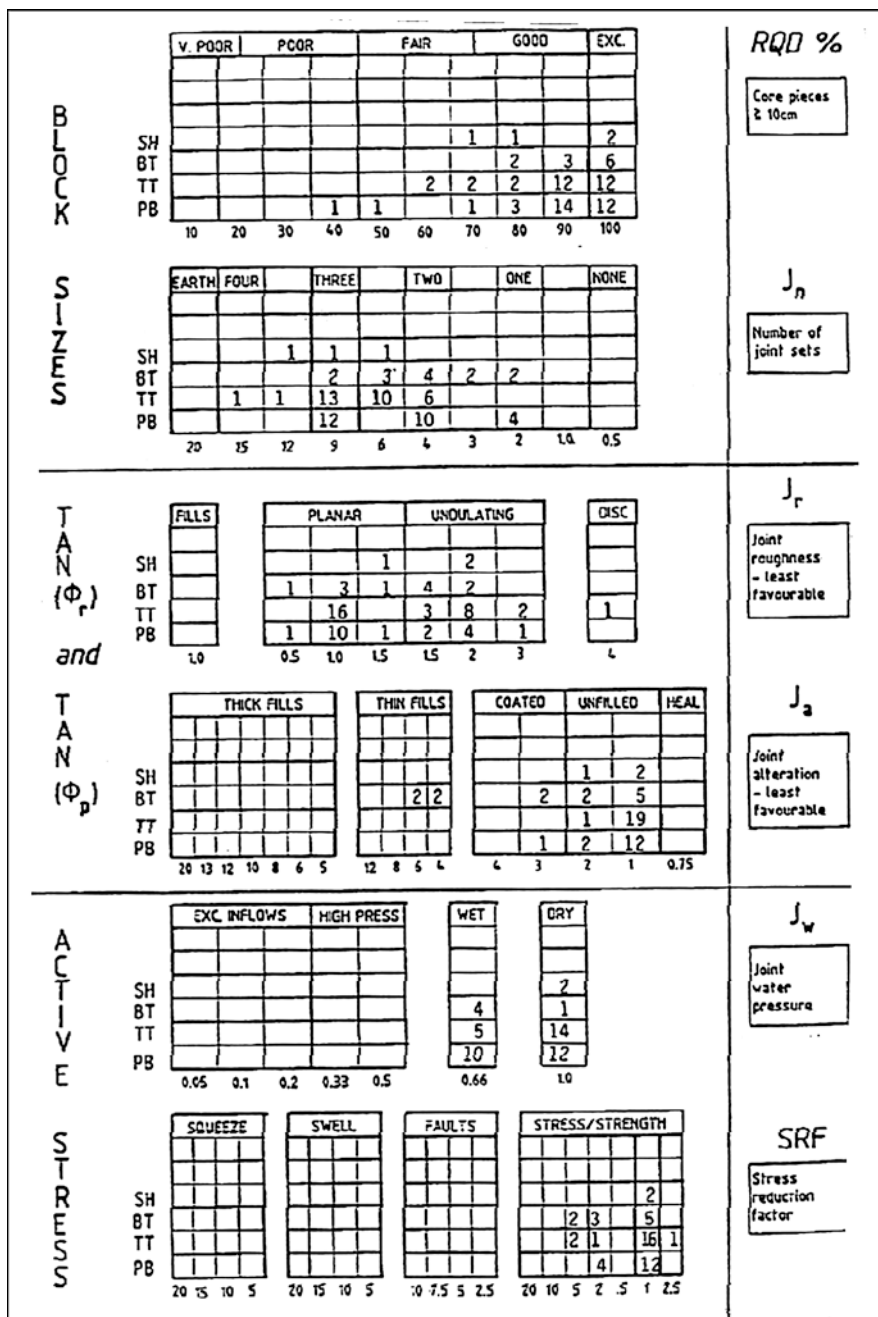 V. POOR POOR FAIR GOOD EXC. RQD %
Core pieces
≥ 10cm
BLOCK
SH 1 1 2
BT 2 3 6
TT 2 2 2 12 12
PB 1 1 1 3 14 12
10 20 30 40 50 60 70 80 90 100
SIZES
EARTH FOUR THREE TWO ONE NONE Jn
Number of
joint sets
SH 1 1 1
BT 2 3 4 2 2
TT 1 1 13 10 6
PB 12 10 4
20 15 12 9 6 4 3 2 1.0 0.5
TAN
(Φr)
and
FILLS PLANAR UNDULATING DISC Jr
Joint
roughness
- least
favourable
SH 1 2
BT 1 3 1 4 2
TT 16 3 8 2 1
PB 1 10 1 2 4 1
1.0 0.5 1.0 1.5 1.5 2 3 4
TAN
(Φp)
THICK FILLS THIN FILLS COATED UNFILLED HEAL Ja
Joint
alteration
- least
favourable
SH 1 2
BT 2 2 2 2 5
TT 1 19
PB 1 2 12
20 13 12 10 8 6 5 12 8 6 4 4 3 2 1 0.75
ACTIVE
EXC. INFLOWS HIGH PRESS WET DRY Jw
Joint
water
pressure
SH 2
BT 4 1
TT 5 14
PB 10 12
0.05 0.1 0.2 0.33 0.5 0.66 1.0
STRESS
SQUEEZE SWELL FAULTS STRESS/STRENGTH SRF
Stress
reduction
factor
SH 2
BT 2 3 5
TT 2 1 16 1
PB 4 12
20 15 10 5 20 15 10 5 10 7.5 5 2.5 20 10 5 2 .5 1 2.5